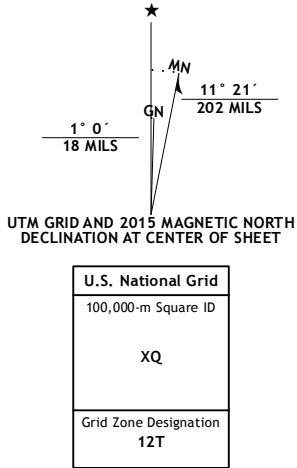 ★
MN
GN
11° 21´
202 MILS
1° 0´
18 MILS
UTM GRID AND 2015 MAGNETIC NORTH
DECLINATION AT CENTER OF SHEET
U.S. National Grid
100,000-m Square ID
XQ
Grid Zone Designation
12T